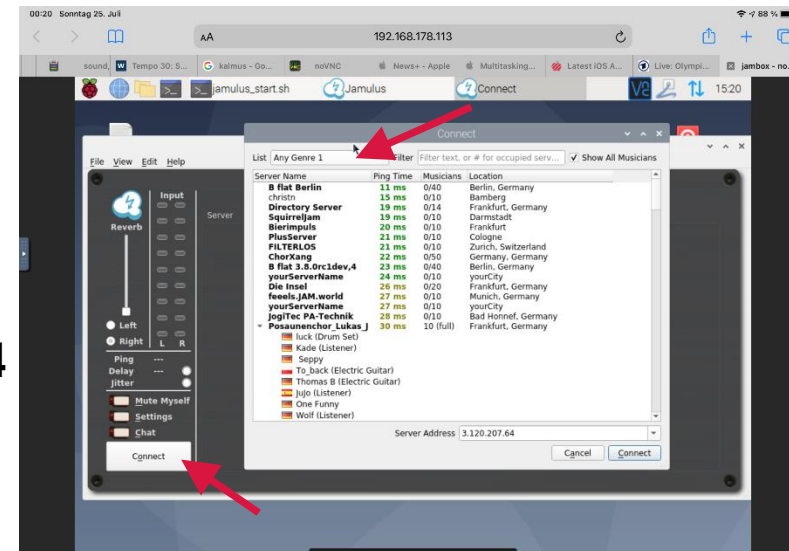 00:20 Sonntag 25. Juli
88 %
AA
192.168.178.113
sound,
Tempo 30: S...
kalmus - Go...
noVNC
News+ - Apple
Multitasking...
Latest iOS A...
Live: Olympi...
jambox - no.
jamulus_start.sh
Jamulus
Connect
V2
15:20
Connect
File View Edit Help
List Any Genre 1
Filter
Filter text, or # for occupied serv...
Show All Musicians
Server Name Ping Time Musicians Location
B flat Berlin 11 ms 0/40 Berlin, Germany
christn 15 ms 0/10 Bamberg
Directory Server 19 ms 0/14 Frankfurt, Germany
SquirrelJam 19 ms 0/10 Darmstadt
Bierimpuls 20 ms 0/10 Frankfurt
PlusServer 21 ms 0/10 Cologne
FILTERLOS 21 ms 0/10 Zurich, Switzerland
ChorXang 22 ms 0/50 Germany, Germany
B flat 3.8.0rc1dev,4 23 ms 0/40 Berlin, Germany
yourServerName 24 ms 0/10 yourCity
Die Insel 26 ms 0/20 Frankfurt, Germany
feeels.JAM.world 27 ms 0/10 Munich, Germany
yourServerName 27 ms 0/10 yourCity
JogiTec PA-Technik 28 ms 0/10 Bad Honnef, Germany
Posaunenchor_Lukas_J 30 ms 10 (full) Frankfurt, Germany
luck (Drum Set)
Kade (Listener)
Seppy
To_back (Electric Guitar)
Thomas B (Electric Guitar)
JuJo (Listener)
One Funny
Wolf (Listener)
Server Address 3.120.207.64
Cancel
Connect
Input
Server
Reverb
Left
Right
L R
Ping ---
Delay ---
Jitter
Mute Myself
Settings
Chat
Connect
4